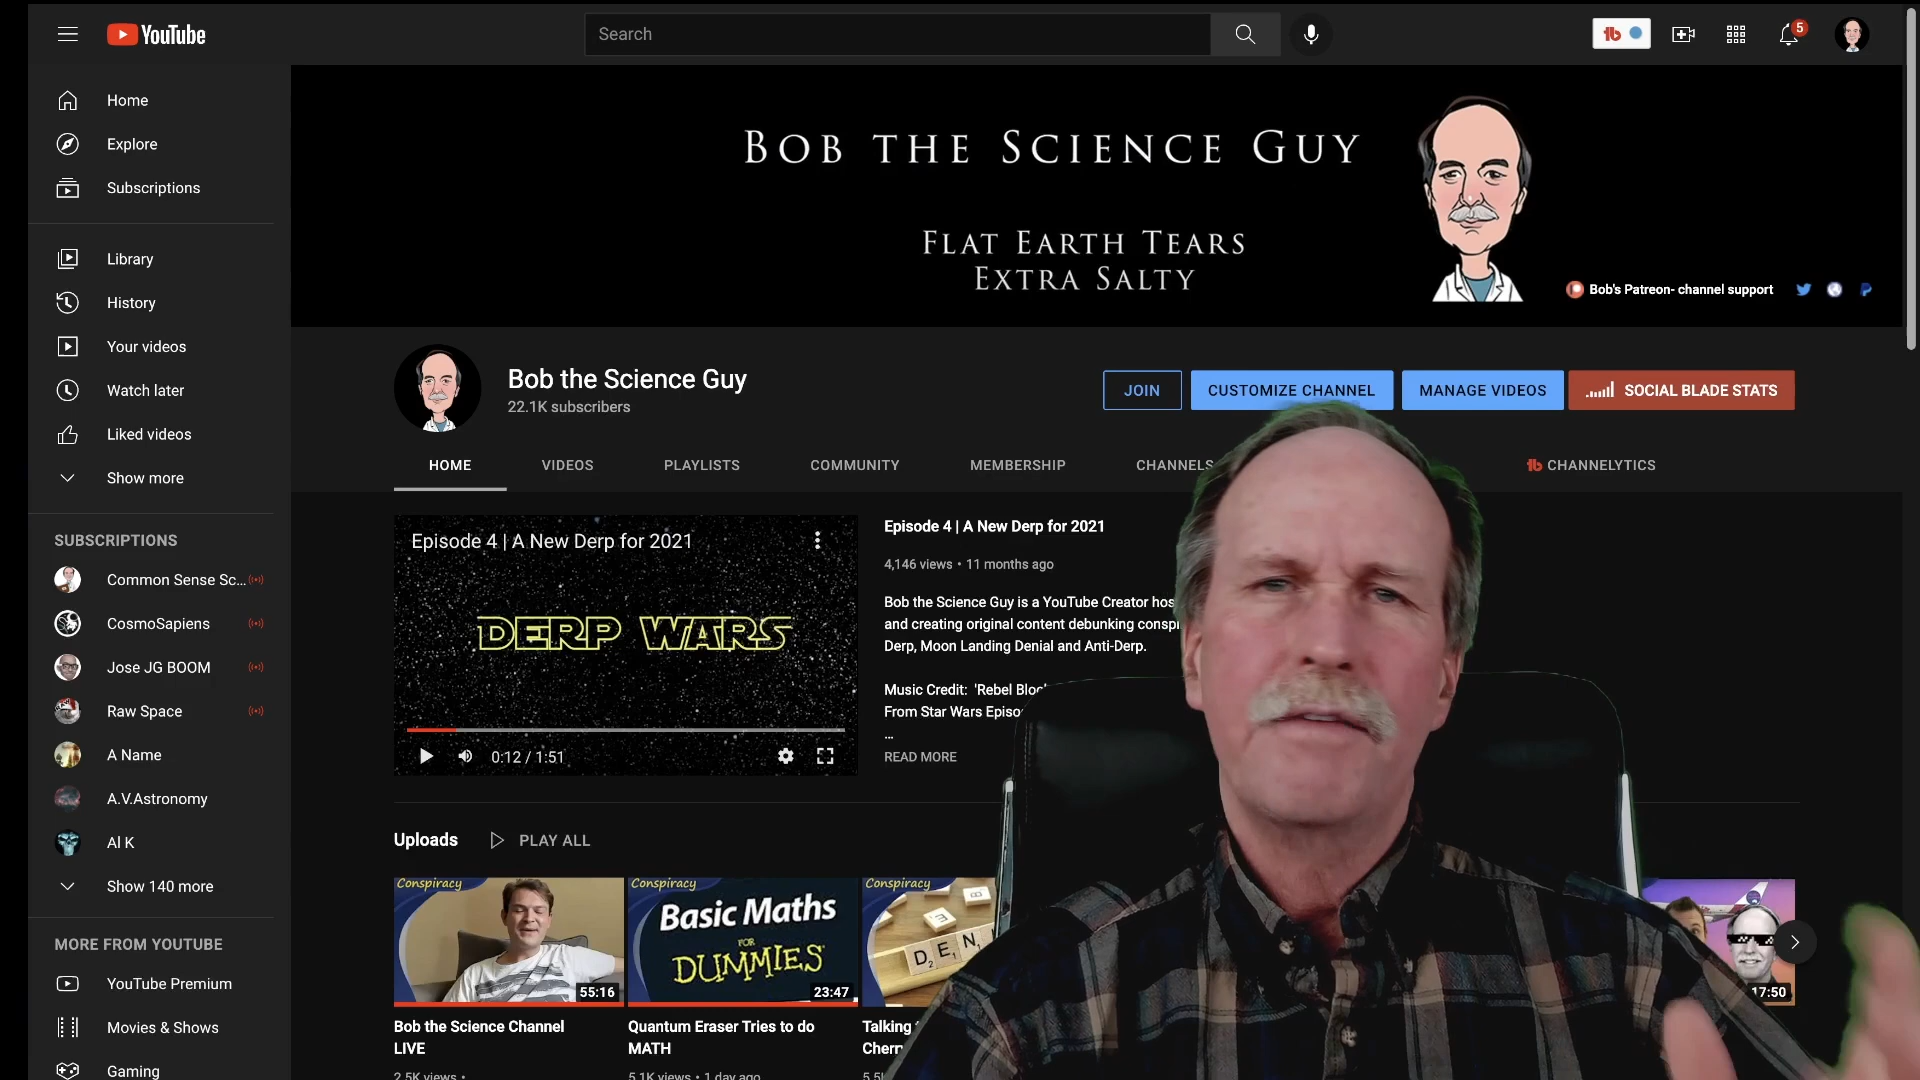 YouTube
Search
5
Home
Explore
Subscriptions
Library
History
Your videos
Watch later
Liked videos
Show more
SUBSCRIPTIONS
Common Sense Sc...
CosmoSapiens
Jose JG BOOM
Raw Space
A Name
A.V.Astronomy
Al K
Show 140 more
MORE FROM YOUTUBE
YouTube Premium
Movies & Shows
Gaming
BOB THE SCIENCE GUY
FLAT EARTH TEARS
EXTRA SALTY
Bob's Patreon- channel support
Bob the Science Guy
22.1K subscribers
JOIN
CUSTOMIZE CHANNEL
MANAGE VIDEOS
SOCIAL BLADE STATS
HOME
VIDEOS
PLAYLISTS
COMMUNITY
MEMBERSHIP
CHANNELS
CHANNELYTICS
Episode 4 | A New Derp for 2021
DERP WARS
0:12 / 1:51
Episode 4 | A New Derp for 2021
4,146 views • 11 months ago
Bob the Science Guy is a YouTube Creator
and creating original content debunking
Derp, Moon Landing Denial and Anti-Derp.
Music Credit: 'Rebel
From Star Wars
...
READ MORE
Uploads
PLAY ALL
Conspiracy
55:16
Bob the Science Channel
LIVE
2.5K views •
Conspiracy
Basic Maths
FOR
DUMMIES
23:47
Quantum Eraser Tries to do
MATH
5.1K views • 1 day ago
Conspiracy
Talking
17:50